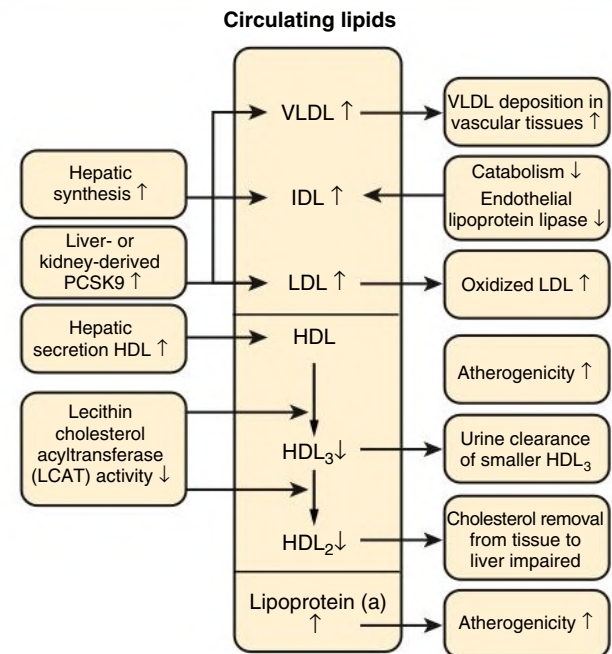 Circulating lipids
VLDL ↑
IDL ↑
LDL ↑
HDL
HDL₃↓
HDL₂↓
Lipoprotein (a)
↑
Hepatic
synthesis ↑
Liver- or
kidney-derived
PCSK9 ↑
Hepatic
secretion HDL ↑
Lecithin
cholesterol
acyltransferase
(LCAT) activity ↓
VLDL deposition in
vascular tissues ↑
Catabolism ↓
Endothelial
lipoprotein lipase ↓
Oxidized LDL ↑
Atherogenicity ↑
Urine clearance
of smaller HDL₃
Cholesterol removal
from tissue to
liver impaired
Atherogenicity ↑